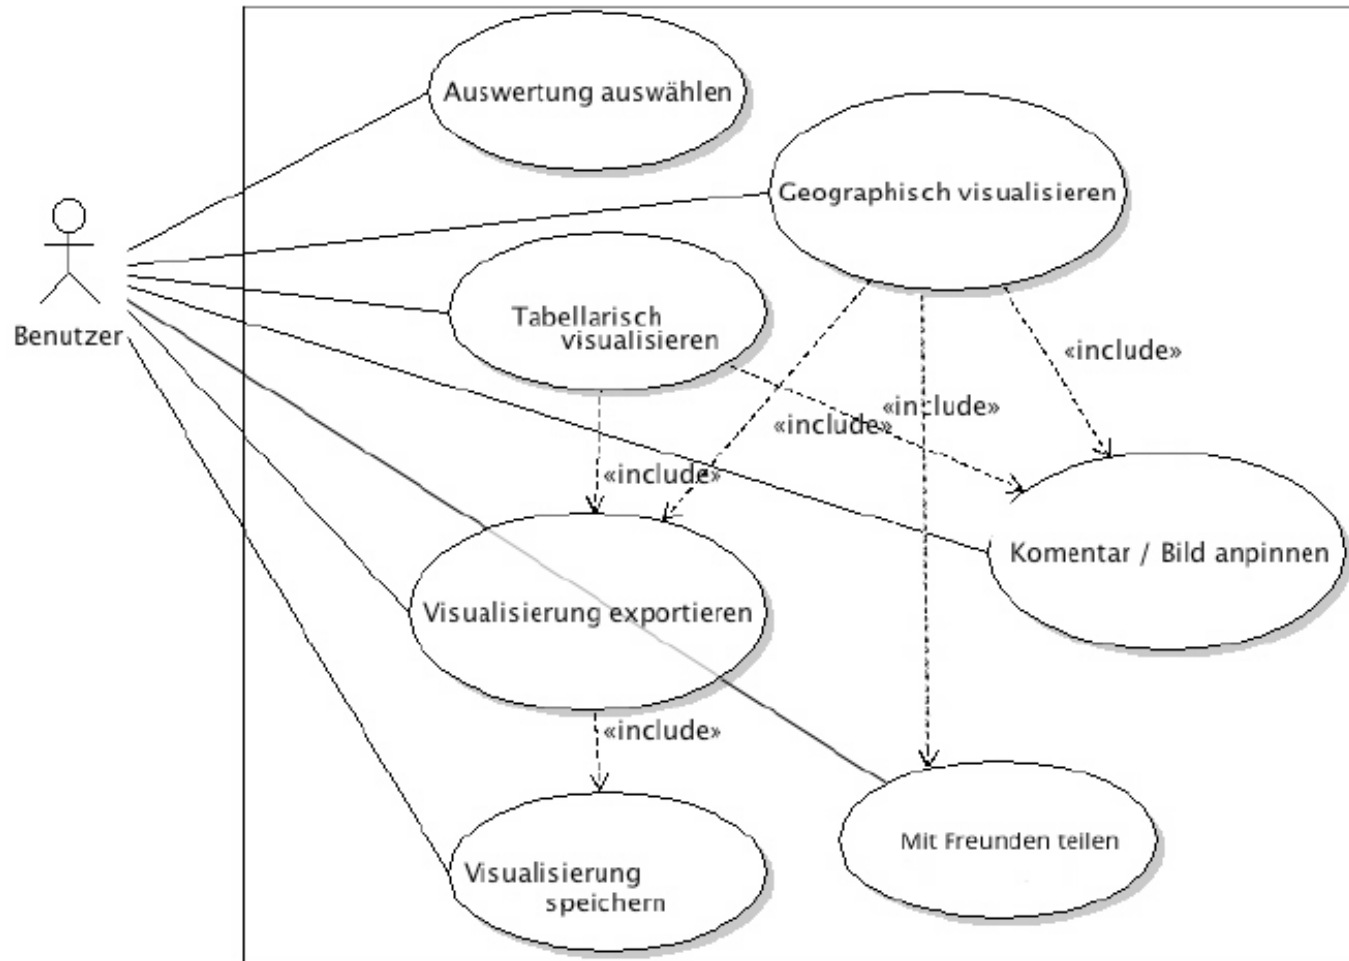 Auswertung auswählen
Geographisch visualisieren
Benutzer
Tabellarisch
visualisieren
«include»
«include»
«include»
«include»
Komentar / Bild anpinnen
Visualisierung exportieren
«include»
Mit Freunden teilen
Visualisierung
speichern